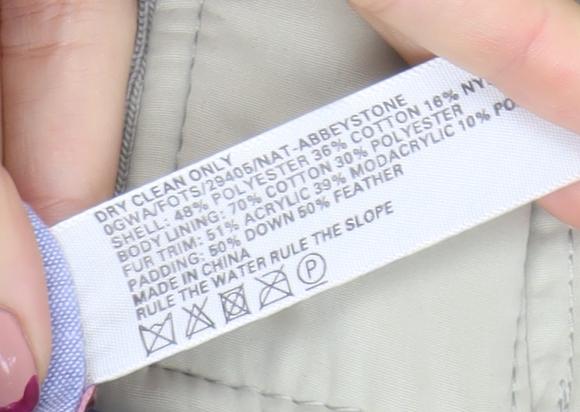 DRY CLEAN ONLY
0GWA/FOTS/29405/NAT-ABBEYSTONE
SHELL: 48% POLYESTER 36% COTTON 16%
BODY LINING: 70% COTTON 30% POLYESTER
FUR TRIM: 51% ACRYLIC 39% MODACRYLIC 10%
PADDING: 50% DOWN 50% FEATHER
MADE IN CHINA
RULE THE WATER RULE THE SLOPE
P